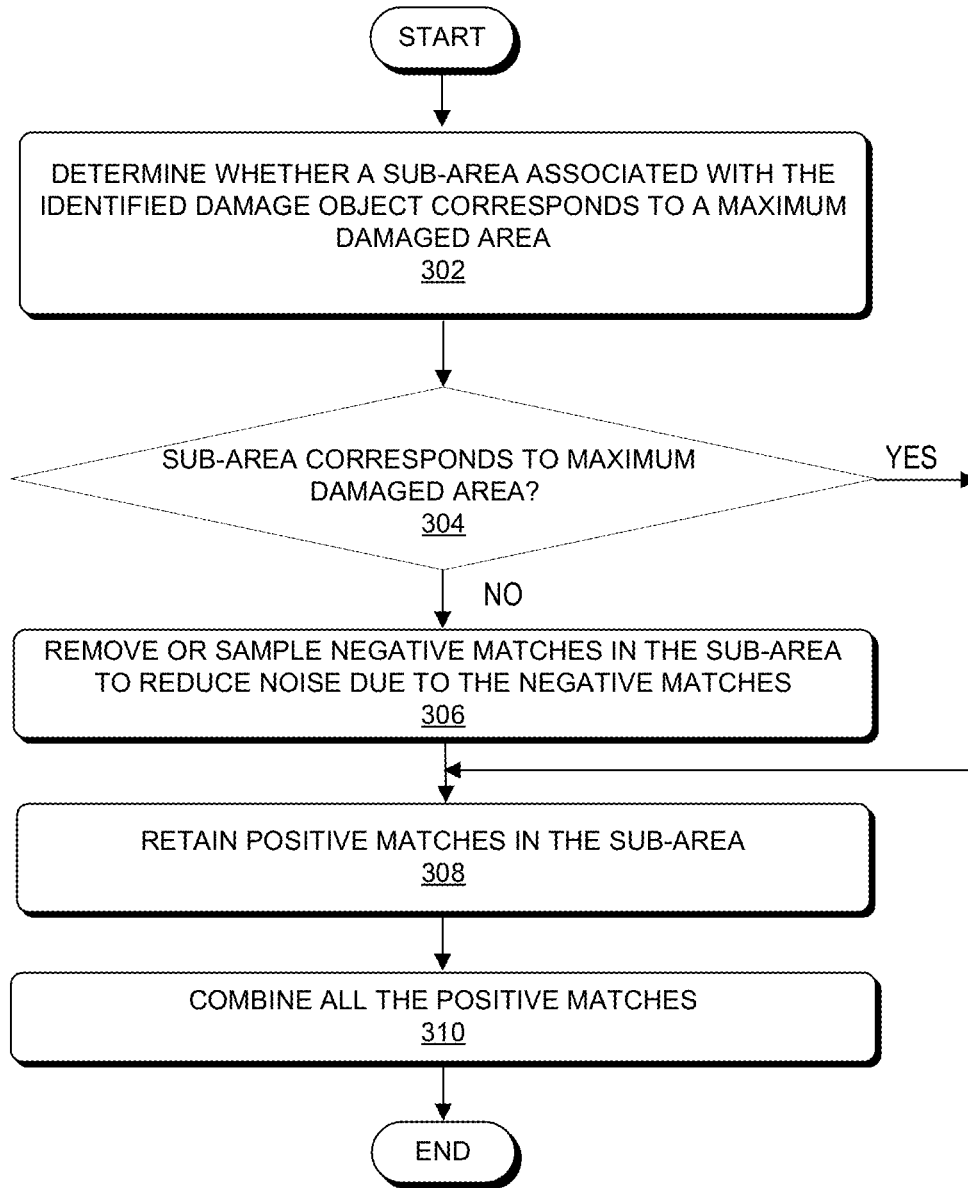 START
DETERMINE WHETHER A SUB-AREA ASSOCIATED WITH THE
IDENTIFIED DAMAGE OBJECT CORRESPONDS TO A MAXIMUM
DAMAGED AREA
302
SUB-AREA CORRESPONDS TO MAXIMUM
DAMAGED AREA?
304
YES
NO
REMOVE OR SAMPLE NEGATIVE MATCHES IN THE SUB-AREA
TO REDUCE NOISE DUE TO THE NEGATIVE MATCHES
306
RETAIN POSITIVE MATCHES IN THE SUB-AREA
308
COMBINE ALL THE POSITIVE MATCHES
310
END